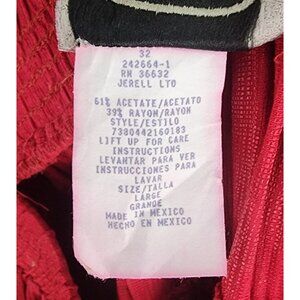 32
242664-1
RN 36632
JERELL LTD
61% ACETATE/ACETATO
39% RAYON/RAYON
STYLE/ESTILO
7380442160183
LIFT UP FOR CARE
INSTRUCTIONS
LEVANTAR PARA VER
INSTRUCCIONES PARA
LAVAR
SIZE/TALLA
LARGE
GRANDE
MADE IN MEXICO
HECHO EN MEXICO